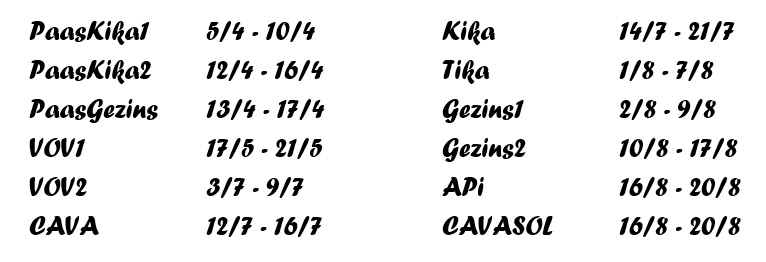 PaasKika1 5/4 - 10/4 Kika 14/7 - 21/7
PaasKika2 12/4 - 16/4 Tika 1/8 - 7/8
PaasGezins 13/4 - 17/4 Gezins1 2/8 - 9/8
VOV1 17/5 - 21/5 Gezins2 10/8 - 17/8
VOV2 3/7 - 9/7 APi 16/8 - 20/8
CAVA 12/7 - 16/7 CAVASOL 16/8 - 20/8